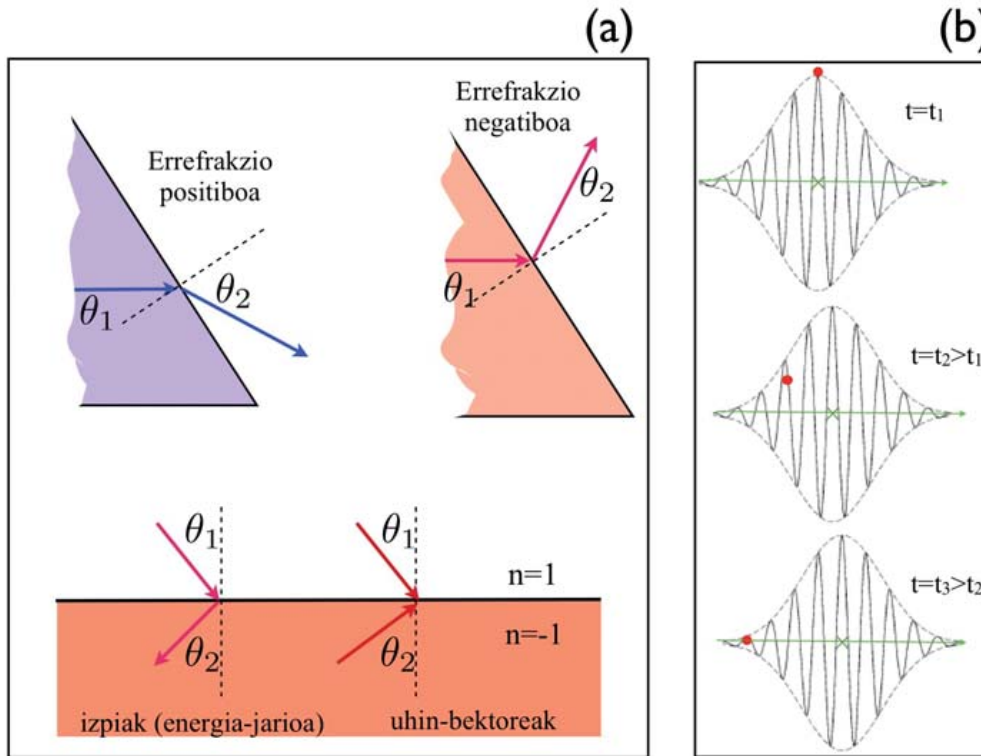 (a)
Errefrakzio
positiboa
θ1
θ2
Errefrakzio
negatiboa
θ1
θ2
θ1
θ1
n=1
n=-1
θ2
θ2
izpiak (energia-jarioa)
uhin-bektoreak
(b)
t=t1
t=t2>t1
t=t3>t2